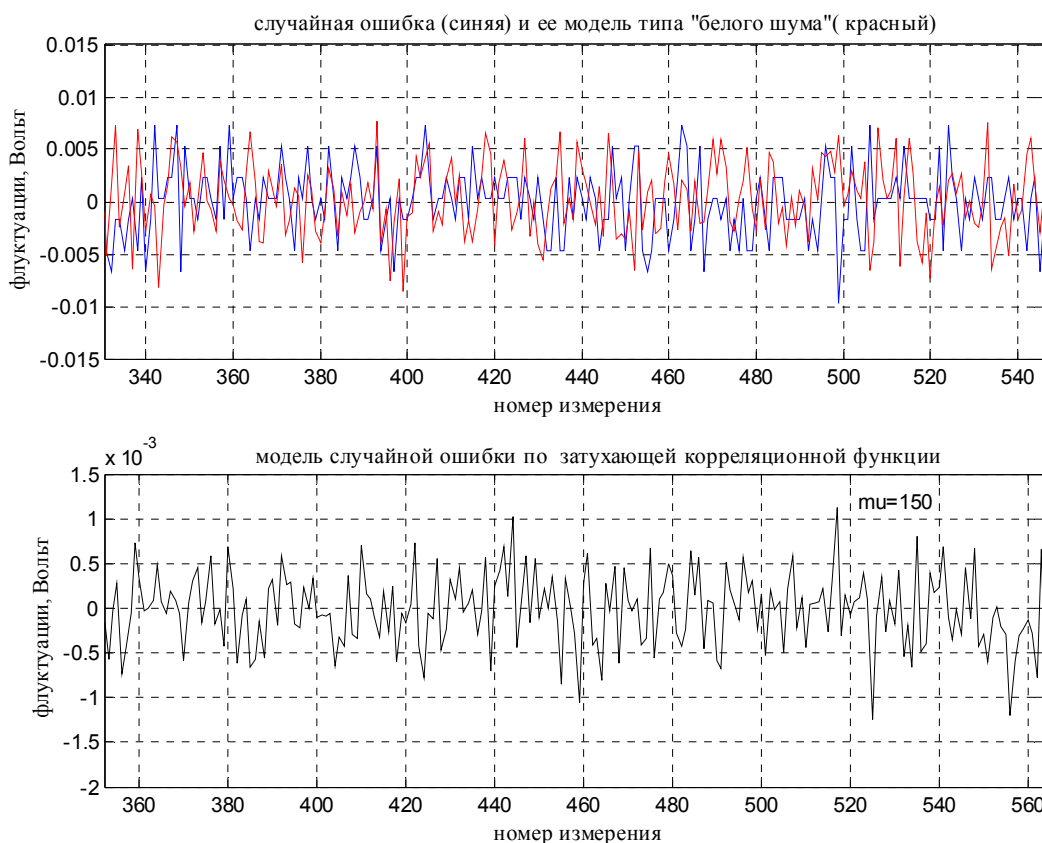 случайная ошибка (синяя) и ее модель типа "белого шума"( красный)
0.015
0.01
0.005
0
-0.005
-0.01
-0.015
флуктуации, Вольт
340 360 380 400 420 440 460 480 500 520 540
номер измерения
x 10^-3
модель случайной ошибки по затухающей корреляционной функции
mu=150
1.5
1
0.5
0
-0.5
-1
-1.5
-2
флуктуации, Вольт
360 380 400 420 440 460 480 500 520 540 560
номер измерения